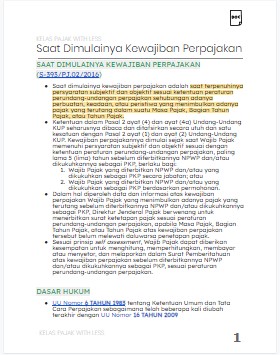 KELAS PAJAK WITH LESS
Saat Dimulainya Kewajiban Perpajakan
SAAT DIMULAINYA KEWAJIBAN PERPAJAKAN
(S-393/PJ.02/2016)
• Saat dimulainya kewajiban perpajakan adalah saat terpenuhinya
persyaratan subjektif dan objektif sesuai ketentuan peraturan
perundang-undangan perpajakan sehubungan adanya
perbuatan, keadaan, atau peristiwa yang menimbulkan adanya
pajak yang terutang dalam suatu Masa Pajak, Bagian Tahun
Pajak, atau Tahun Pajak.
• Ketentuan dalam Pasal 2 ayat (4) dan ayat (4a) Undang-Undang
KUP seharusnya dibaca dan ditafsirkan secara utuh dan satu
kesatuan dengan Pasal 2 ayat (1) dan ayat (2) Undang-Undang
KUP. Kewajiban perpajakannya dimulai sejak saat Wajib Pajak
memenuhi persyaratan subjektif dan objektif sesuai dengan
ketentuan peraturan perundang-undangan perpajakan, paling
lama 5 (lima) tahun sebelum diterbitkannya NPWP dan/atau
dikukuhkannya sebagai PKP, berlaku bagi:
1. Wajib Pajak yang diterbitkan NPWP dan/atau yang
dikukuhkan sebagai PKP secara jabatan; atau
2. Wajib Pajak yang diterbitkan NPWP dan/atau yang
dikukuhkan sebagai PKP berdasarkan permohonan.
• Dalam hal diperoleh data dan informasi atas kewajiban
perpajakan Wajib Pajak yang menimbulkan adanya pajak yang
terutang sebelum diterbitkannya NPWP dan/atau dikukuhkannya
sebagai PKP, Direktur Jenderal Pajak berwenang untuk
menerbitkan surat ketetapan pajak sesuai peraturan
perundang-undangan perpajakan, apabila Masa Pajak, Bagian
Tahun Pajak, atau Tahun Pajak atas kewajiban perpajakan
tersebut belum melewati daluwarsa penetapan pajak.
• Sesuai prinsip self assessment, Wajib Pajak dapat diberikan
kesempatan untuk menghitung, memperhitungkan, membayar
atau menyetor, dan melaporkan dalam Surat Pemberitahuan
atas kewajiban perpajakan sebelum diterbitkannya NPWP
dan/atau dikukuhkannya sebagai PKP, sesuai peraturan
perundang-undangan perpajakan.
DASAR HUKUM
• UU Nomor 6 TAHUN 1983 tentang Ketentuan Umum dan Tata
Cara Perpajakan sebagaimana telah beberapa kali diubah
terakhir dengan UU Nomor 16 TAHUN 2009
KELAS PAJAK WITH LESS
1